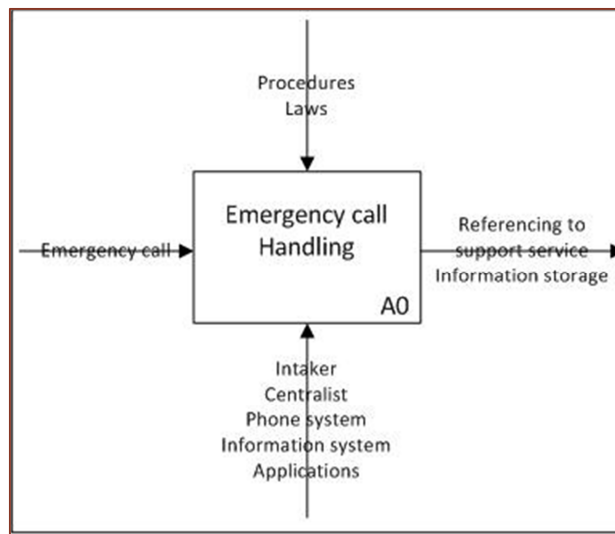 Procedures
Laws
Emergency call
Handling
A0
Emergency call
Referencing to
support service
Information storage
Intaker
Centralist
Phone system
Information system
Applications